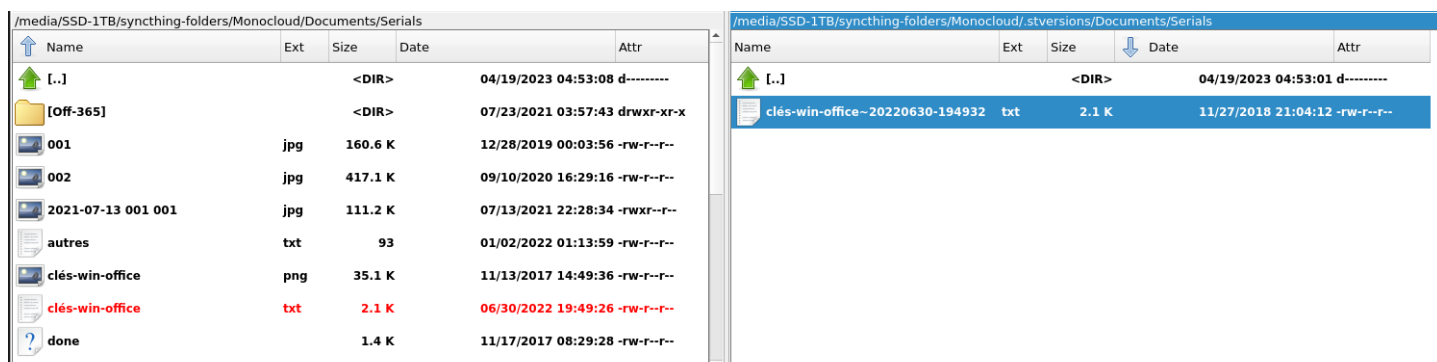 /media/SSD-1TB/syncthing-folders/Monocloud/Documents/Serials
Name Ext Size Date Attr
[..] <DIR> 04/19/2023 04:53:08 d---------
[Off-365] <DIR> 07/23/2021 03:57:43 drwxr-xr-x
001 jpg 160.6 K 12/28/2019 00:03:56 -rw-r--r--
002 jpg 417.1 K 09/10/2020 16:29:16 -rw-r--r--
2021-07-13 001 001 jpg 111.2 K 07/13/2021 22:28:34 -rwxr--r--
autres txt 93 01/02/2022 01:13:59 -rw-r--r--
clés-win-office png 35.1 K 11/13/2017 14:49:36 -rw-r--r--
clés-win-office txt 2.1 K 06/30/2022 19:49:26 -rw-r--r--
done 1.4 K 11/17/2017 08:29:28 -rw-r--r--
/media/SSD-1TB/syncthing-folders/Monocloud/.stversions/Documents/Serials
Name Ext Size Date Attr
[..] <DIR> 04/19/2023 04:53:01 d---------
clés-win-office~20220630-194932 txt 2.1 K 11/27/2018 21:04:12 -rw-r--r--